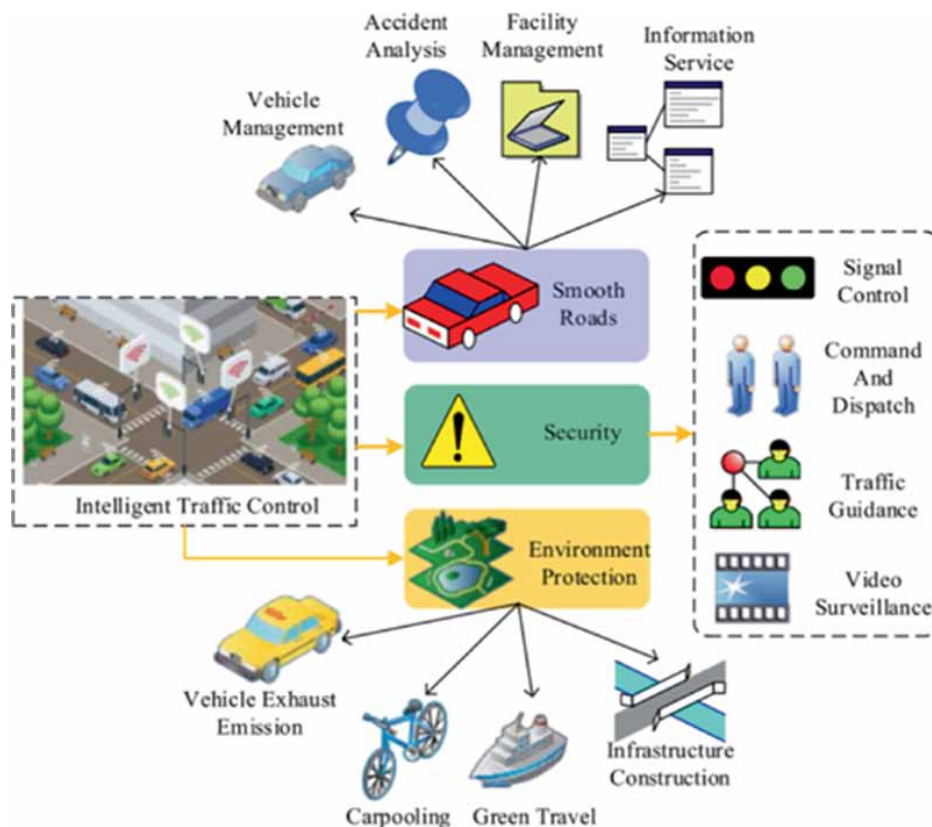 Accident
Analysis
Facility
Management
Information
Service
Vehicle
Management
Smooth
Roads
Signal
Control
Command
And
Dispatch
Security
Intelligent Traffic Control
Traffic
Guidance
Environment
Protection
Video
Surveillance
Vehicle Exhaust
Emission
Infrastructure
Construction
Carpooling
Green Travel